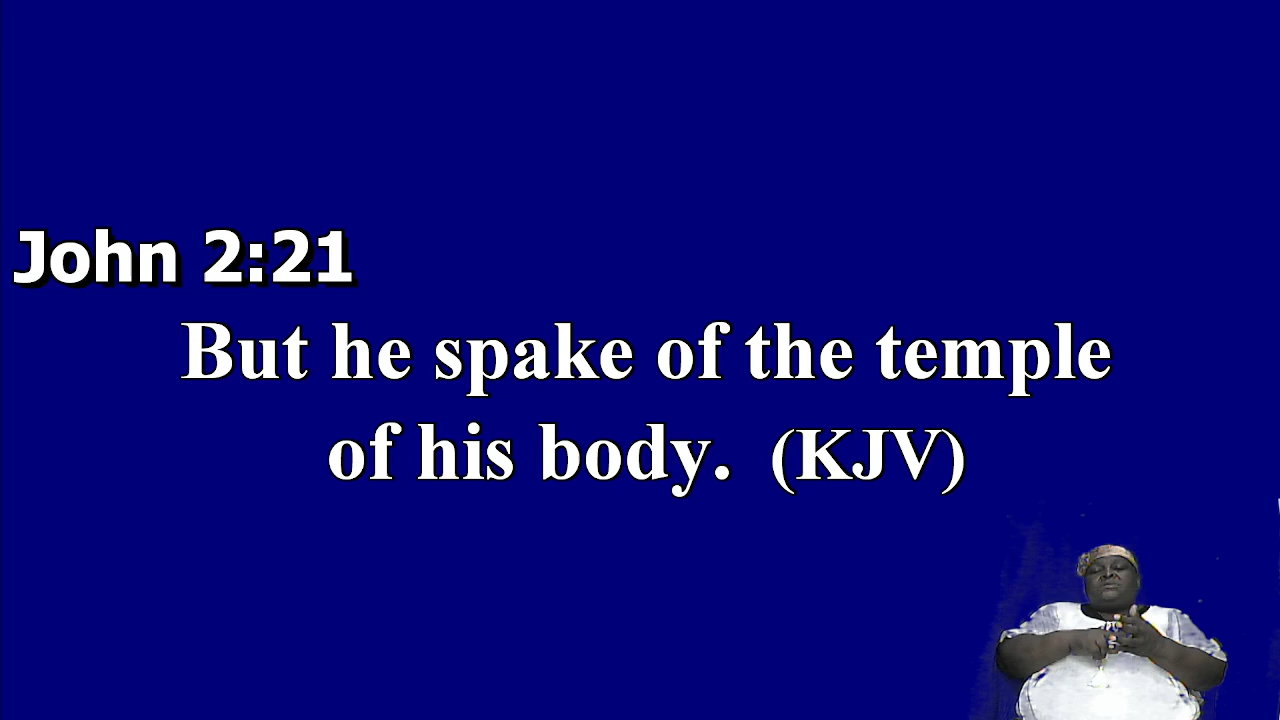 John 2:21
But he spake of the temple
of his body. (KJV)